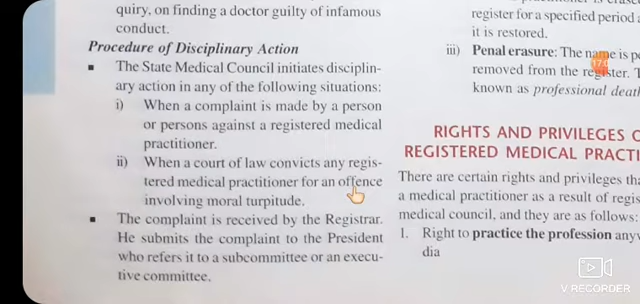 quiry, on finding a doctor guilty of infamous
conduct.
Procedure of Disciplinary Action
▪ The State Medical Council initiates disciplin-
ary action in any of the following situations:
i) When a complaint is made by a person
or persons against a registered medical
practitioner.
ii) When a court of law convicts any regis-
tered medical practitioner for an offence
involving moral turpitude.
▪ The complaint is received by the Registrar.
He submits the complaint to the President
who refers it to a subcommittee or an execu-
tive committee.
register for a specified period
it is restored.
iii) Penal erasure: The name is
removed from the register.
known as professional death
RIGHTS AND PRIVILEGES
REGISTERED MEDICAL
There are certain rights and privileges
a medical practitioner as a result of
medical council, and they are as follows:
1. Right to practice the profession
dia
V RECORDER